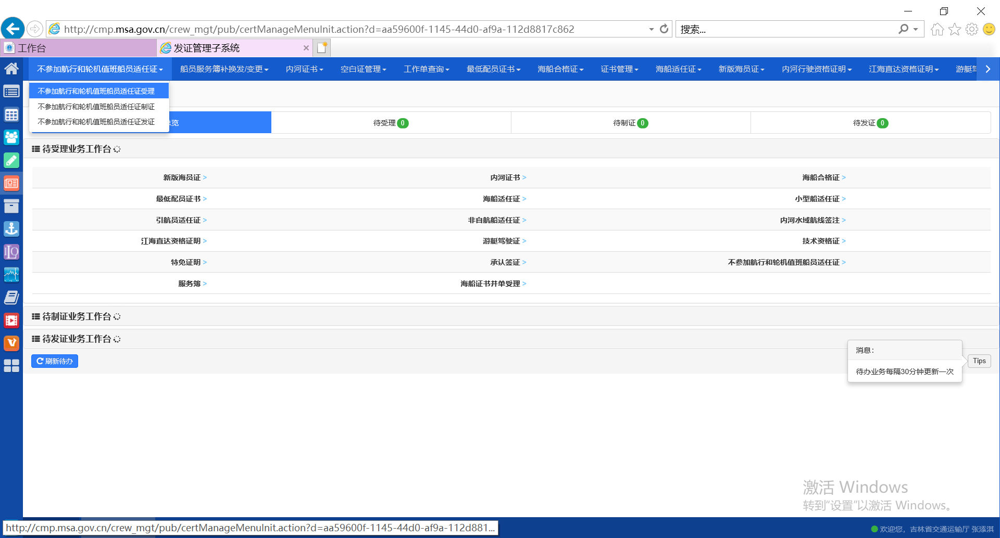 http://cmp.msa.gov.cn/crew_mgt/pub/certManageMenuInit.action?d=aa59600f-1145-44d0-af9a-112d8817c862
搜索...
工作台
发证管理子系统
不参加航行和轮机值班船员适任证 船员服务簿补换发/变更 内河证书 空白证管理 工作单查询 最低配员证书 海船合格证 证书管理 海船适任证 新版海员证 内河行驶资格证明 江海直达资格证明 游艇
不参加航行和轮机值班船员适任证受理
不参加航行和轮机值班船员适任证制证
不参加航行和轮机值班船员适任证发证
览 待受理 0 待制证 0 待发证 0
待受理业务工作台
新版海员证 > 内河证书 > 海船合格证 >
最低配员证书 > 海船适任证 > 小型船适任证 >
引航员适任证 > 非自航船适任证 > 内河水域航线签注 >
江海直达资格证明 > 游艇驾驶证 > 技术资格证 >
特免证明 > 承认签证 > 不参加航行和轮机值班船员适任证 >
服务簿 > 海船证书并单受理 >
待制证业务工作台
待发证业务工作台
刷新待办
消息：
待办业务每隔30分钟更新一次
Tips
激活 Windows
转到“设置”以激活 Windows。
http://cmp.msa.gov.cn/crew_mgt/pub/certManageMenuInit.action?d=aa59600f-1145-44d0-af9a-112d881...
欢迎您，吉林省交通运输厅 张添淇